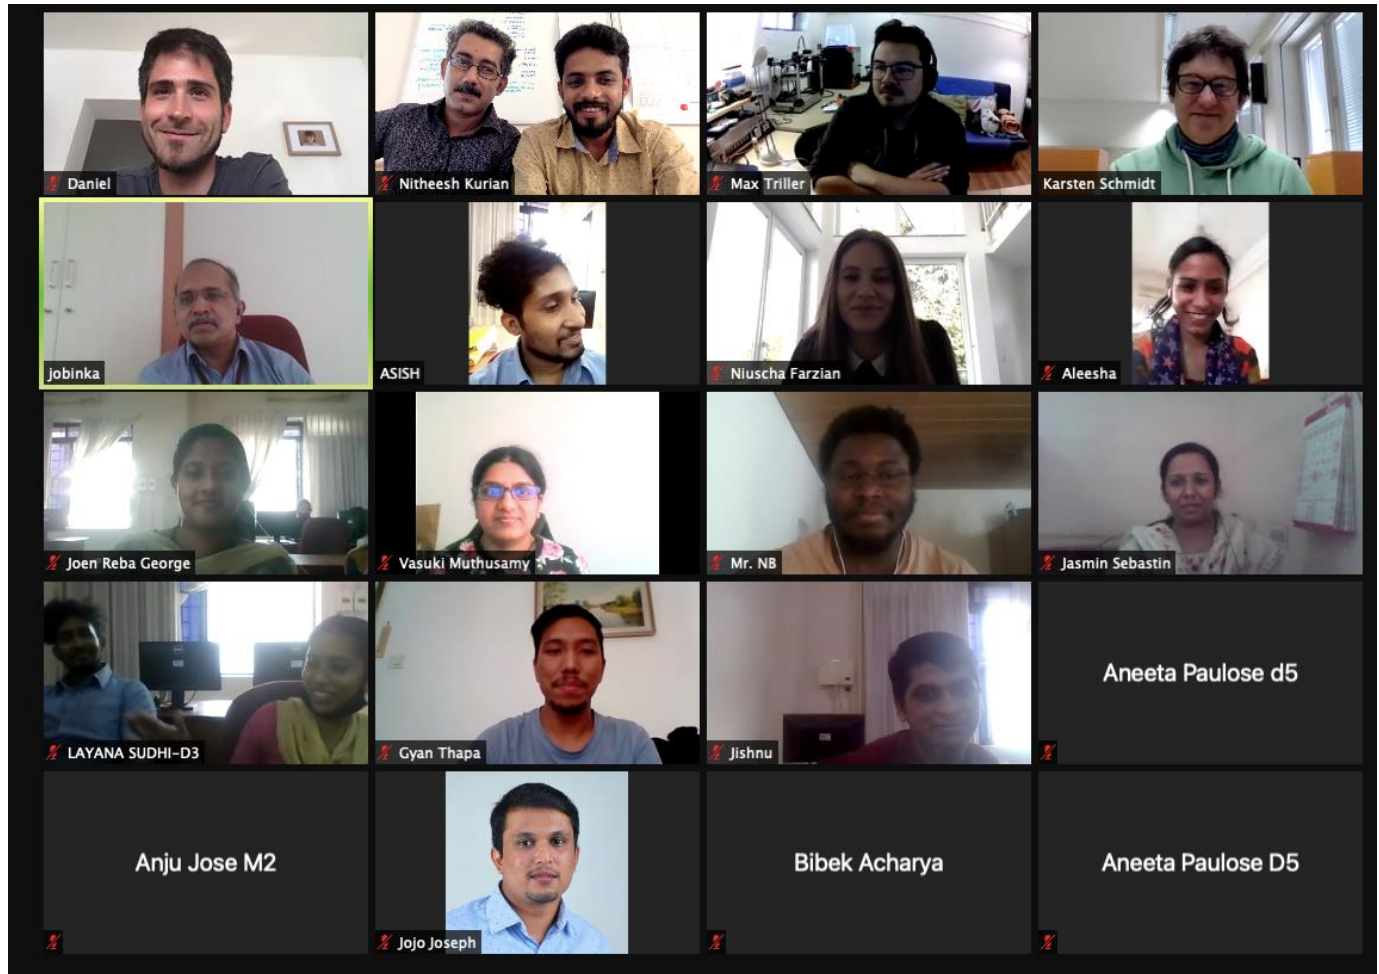 Daniel
Nitheesh Kurian
Max Triller
Karsten Schmidt
jobinka
ASISH
Niuscha Farzian
Aleesha
Joen Reba George
Vasuki Muthusamy
Mr. NB
Jasmin Sebastin
LAYANA SUDHI-D3
Gyan Thapa
Jishnu
Aneeta Paulose d5
Anju Jose M2
Jojo Joseph
Bibek Acharya
Aneeta Paulose D5